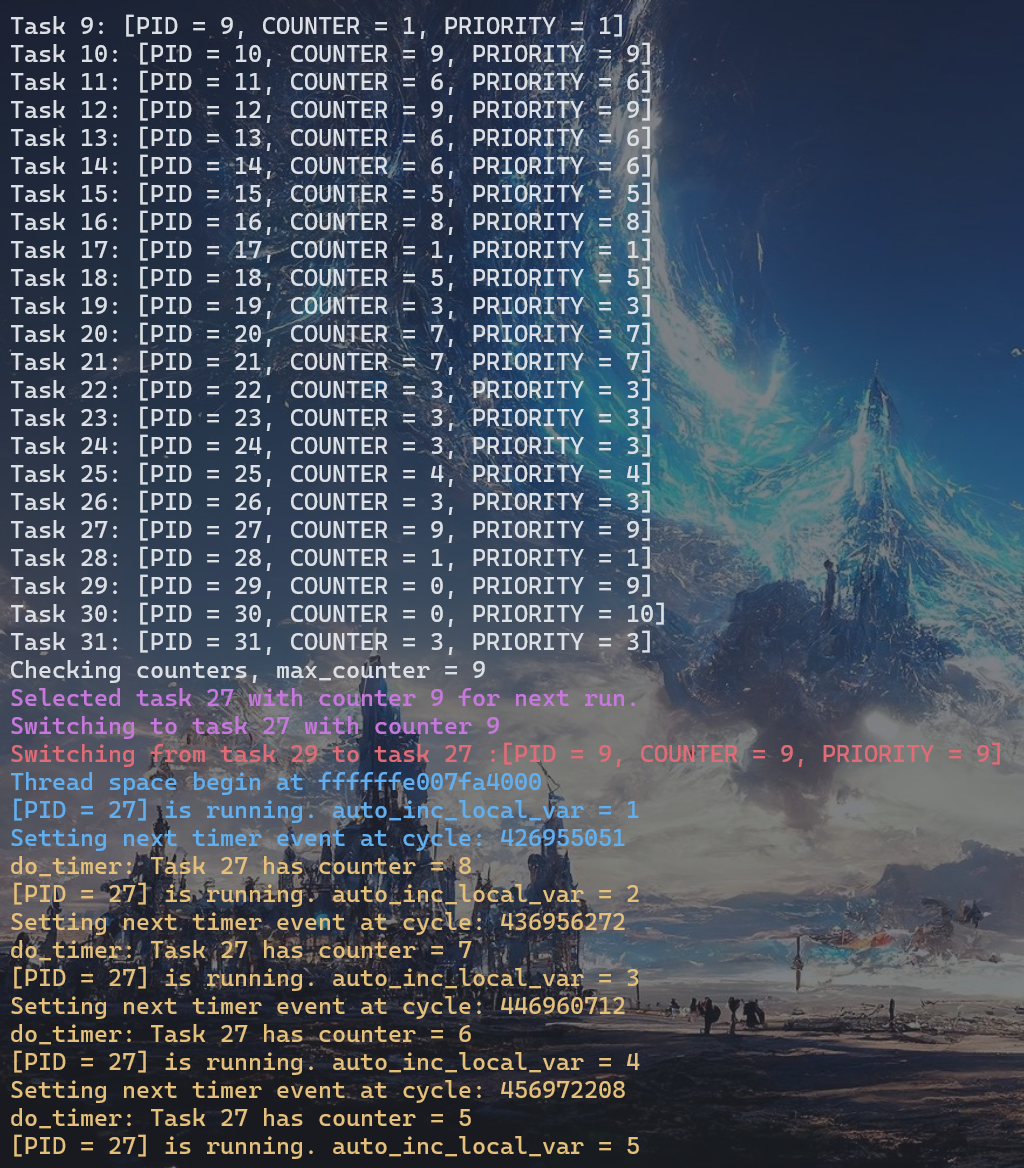 Task 9: [PID = 9, COUNTER = 1, PRIORITY = 1]
Task 10: [PID = 10, COUNTER = 9, PRIORITY = 9]
Task 11: [PID = 11, COUNTER = 6, PRIORITY = 6]
Task 12: [PID = 12, COUNTER = 9, PRIORITY = 9]
Task 13: [PID = 13, COUNTER = 6, PRIORITY = 6]
Task 14: [PID = 14, COUNTER = 6, PRIORITY = 6]
Task 15: [PID = 15, COUNTER = 5, PRIORITY = 5]
Task 16: [PID = 16, COUNTER = 8, PRIORITY = 8]
Task 17: [PID = 17, COUNTER = 1, PRIORITY = 1]
Task 18: [PID = 18, COUNTER = 5, PRIORITY = 5]
Task 19: [PID = 19, COUNTER = 3, PRIORITY = 3]
Task 20: [PID = 20, COUNTER = 7, PRIORITY = 7]
Task 21: [PID = 21, COUNTER = 7, PRIORITY = 7]
Task 22: [PID = 22, COUNTER = 3, PRIORITY = 3]
Task 23: [PID = 23, COUNTER = 3, PRIORITY = 3]
Task 24: [PID = 24, COUNTER = 3, PRIORITY = 3]
Task 25: [PID = 25, COUNTER = 4, PRIORITY = 4]
Task 26: [PID = 26, COUNTER = 3, PRIORITY = 3]
Task 27: [PID = 27, COUNTER = 9, PRIORITY = 9]
Task 28: [PID = 28, COUNTER = 1, PRIORITY = 1]
Task 29: [PID = 29, COUNTER = 0, PRIORITY = 9]
Task 30: [PID = 30, COUNTER = 0, PRIORITY = 10]
Task 31: [PID = 31, COUNTER = 3, PRIORITY = 3]
Checking counters, max_counter = 9
Selected task 27 with counter 9 for next run.
Switching to task 27 with counter 9
Switching from task 29 to task 27 :[PID = 9, COUNTER = 9, PRIORITY = 9]
Thread space begin at ffffffe007fa4000
[PID = 27] is running. auto_inc_local_var = 1
Setting next timer event at cycle: 426955051
do_timer: Task 27 has counter = 8
[PID = 27] is running. auto_inc_local_var = 2
Setting next timer event at cycle: 436956272
do_timer: Task 27 has counter = 7
[PID = 27] is running. auto_inc_local_var = 3
Setting next timer event at cycle: 446960712
do_timer: Task 27 has counter = 6
[PID = 27] is running. auto_inc_local_var = 4
Setting next timer event at cycle: 456972208
do_timer: Task 27 has counter = 5
[PID = 27] is running. auto_inc_local_var = 5